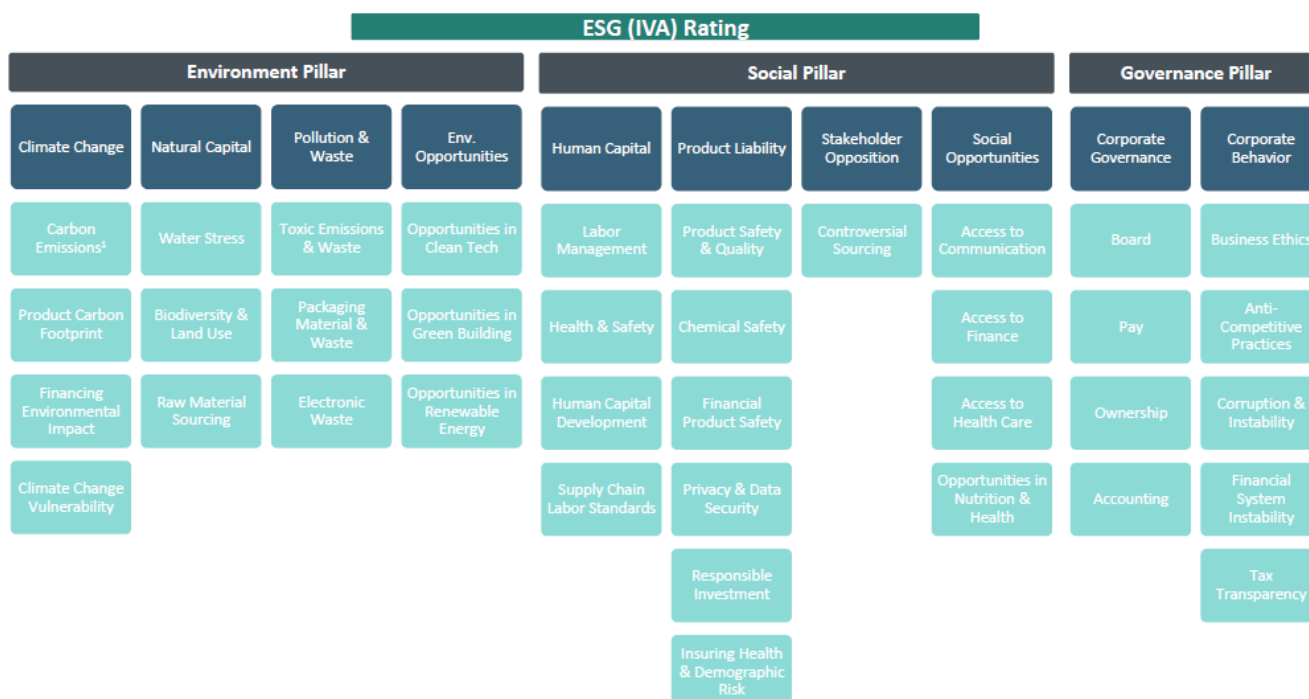 ESG (IVA) Rating
Environment Pillar
Social Pillar
Governance Pillar
Climate Change
Natural Capital
Pollution &
Waste
Env.
Opportunities
Human Capital
Product Liability
Stakeholder
Opposition
Social
Opportunities
Corporate
Governance
Corporate
Behavior
Carbon
Emissions¹
Water Stress
Toxic Emissions
& Waste
Opportunities in
Clean Tech
Labor
Management
Product Safety
& Quality
Controversial
Sourcing
Access to
Communication
Board
Business Ethics
Product Carbon
Footprint
Biodiversity &
Land Use
Packaging
Material &
Waste
Opportunities in
Green Building
Health & Safety
Chemical Safety
Access to
Finance
Pay
Anti-
Competitive
Practices
Financing
Environmental
Impact
Raw Material
Sourcing
Electronic
Waste
Opportunities in
Renewable
Energy
Human Capital
Development
Financial
Product Safety
Access to
Health Care
Ownership
Corruption &
Instability
Climate Change
Vulnerability
Supply Chain
Labor Standards
Privacy & Data
Security
Opportunities in
Nutrition &
Health
Accounting
Financial
System
Instability
Responsible
Investment
Tax
Transparency
Insuring Health
& Demographic
Risk